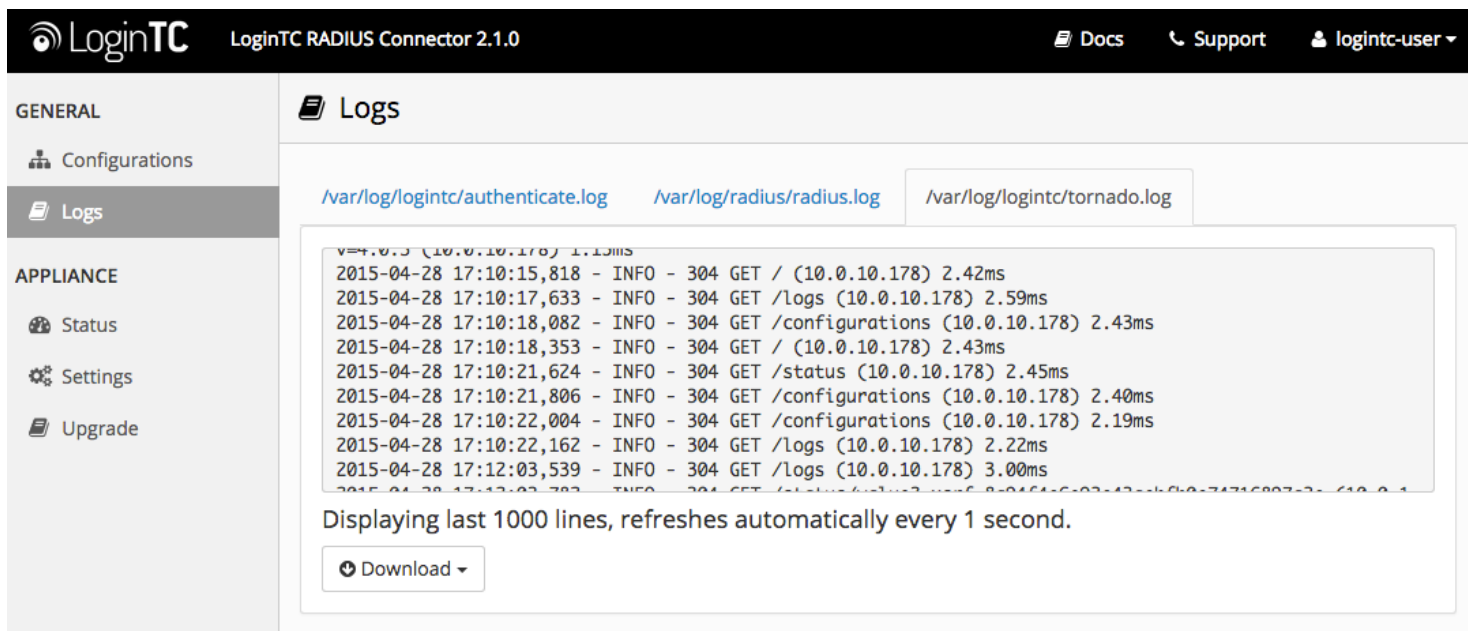 LoginTC LoginTC RADIUS Connector 2.1.0 Docs Support logintc-user
GENERAL
Configurations
Logs
APPLIANCE
Status
Settings
Upgrade
Logs
/var/log/logintc/authenticate.log /var/log/radius/radius.log /var/log/logintc/tornado.log
v=4.0.3 (10.0.10.178) 1.15ms
2015-04-28 17:10:15,818 - INFO - 304 GET / (10.0.10.178) 2.42ms
2015-04-28 17:10:17,633 - INFO - 304 GET /logs (10.0.10.178) 2.59ms
2015-04-28 17:10:18,082 - INFO - 304 GET /configurations (10.0.10.178) 2.43ms
2015-04-28 17:10:18,353 - INFO - 304 GET / (10.0.10.178) 2.43ms
2015-04-28 17:10:21,624 - INFO - 304 GET /status (10.0.10.178) 2.45ms
2015-04-28 17:10:21,806 - INFO - 304 GET /configurations (10.0.10.178) 2.40ms
2015-04-28 17:10:22,004 - INFO - 304 GET /configurations (10.0.10.178) 2.19ms
2015-04-28 17:10:22,162 - INFO - 304 GET /logs (10.0.10.178) 2.22ms
2015-04-28 17:12:03,539 - INFO - 304 GET /logs (10.0.10.178) 3.00ms
Displaying last 1000 lines, refreshes automatically every 1 second.
Download